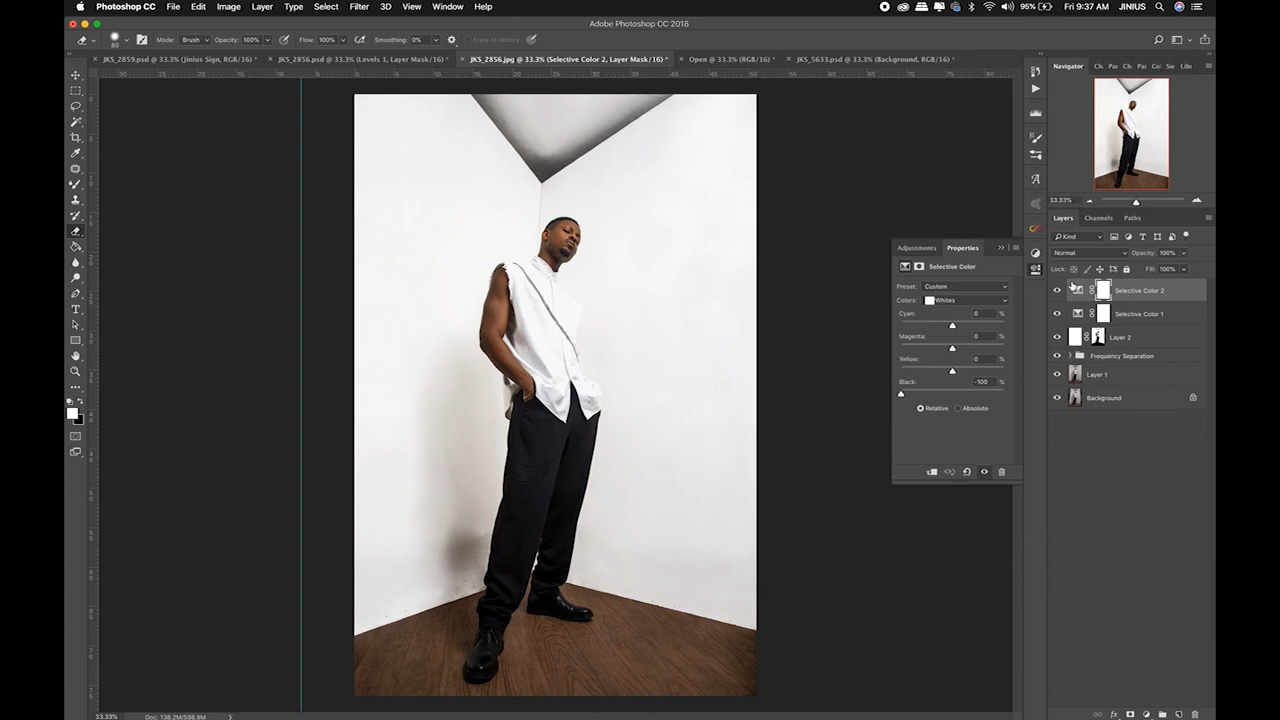 Photoshop CC File Edit Image Layer Type Select Filter 3D View Window Help 95% Fri 9:37 AM JINIUS
Adobe Photoshop CC 2018
80 Mode: Brush Opacity: 100% Flow: 100% Smoothing: 0% Erase to History
× JKS_2859.psd @ 33.3% (Jinius Sign, RGB/16) * × JKS_2856.psd @ 33.3% (Levels 1, Layer Mask/16) * × JKS_2856.jpg @ 33.3% (Selective Color 2, Layer Mask/16) * × Open @ 33.3% (RGB/16) * × JKS_5633.psd @ 33.3% (Background, RGB/16) *
Navigator
33.33%
Layers Channels Paths
Kind
Normal Opacity: 100%
Lock: Fill: 100%
Selective Color 2
Selective Color 1
Layer 2
Frequency Separation
Layer 1
Background
Adjustments Properties
Selective Color
Preset: Custom
Colors: Whites
Cyan: 0 %
Magenta: 0 %
Yellow: 0 %
Black: -100 %
Relative Absolute
33.33% Doc: 138.2M/598.9M